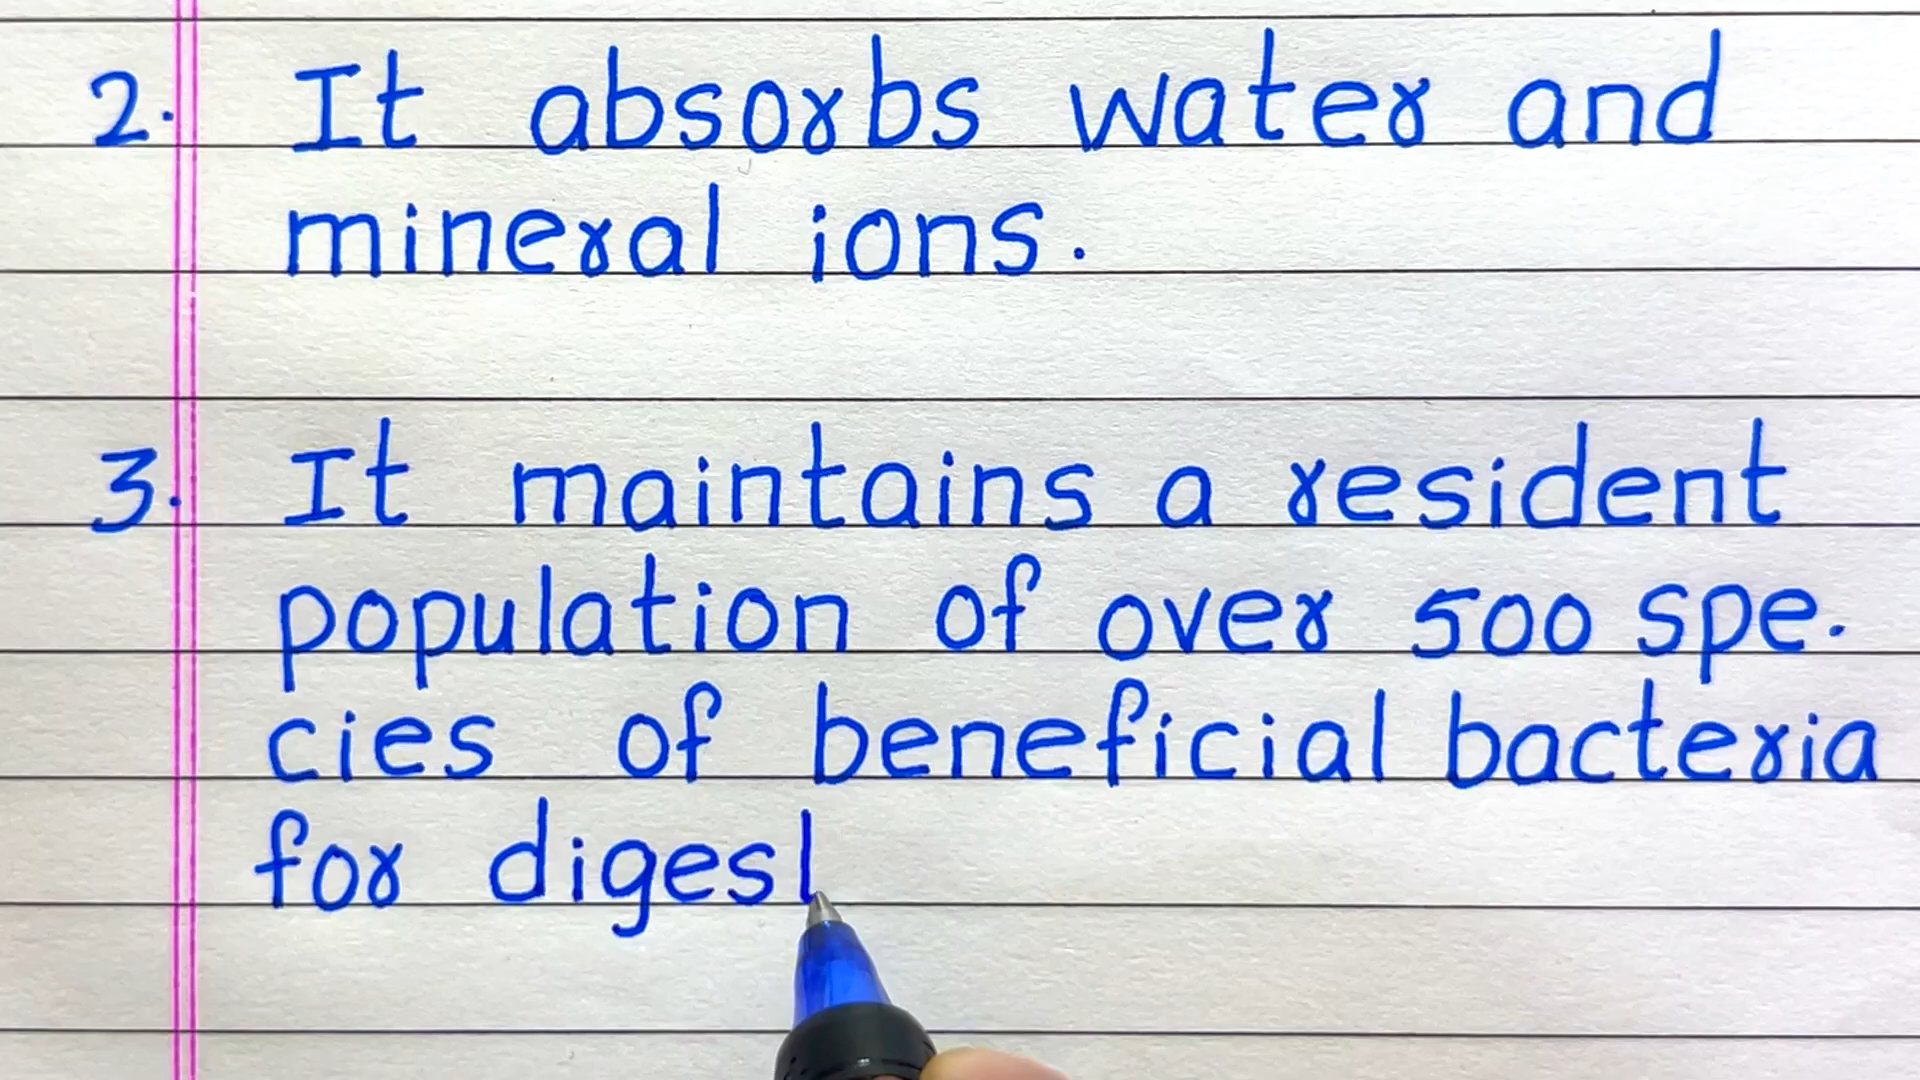 2. It absorbs water and
mineral ions.
3. It maintains a resident
population of over 500 spe.
cies of beneficial bacteria
for digesl